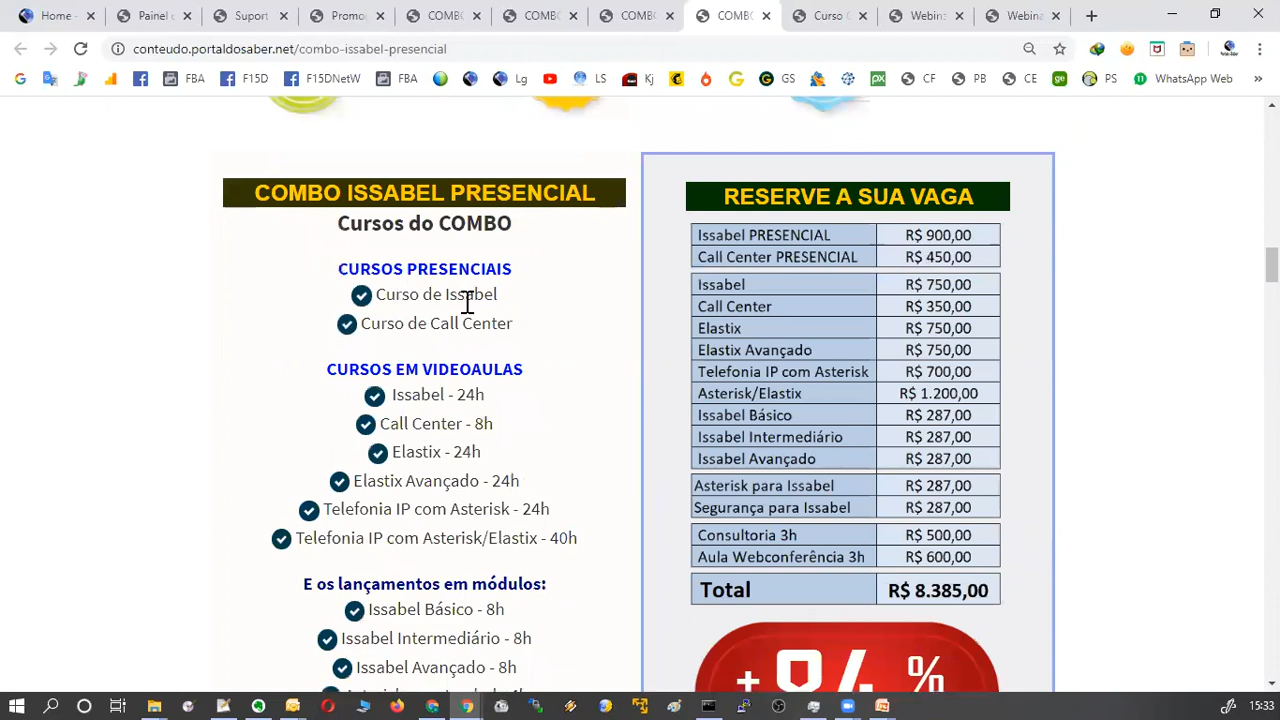 Home -
Painel d
Suport
Promo
COMBO
COMBO
COMBO
COMBO
Curso C
Webin
Webina
conteudo.portaldosaber.net/combo-issabel-presencial
FBA
F15D
F15DNetW
FBA
Lg
LS
Kj
GS
CF
PB
CE
PS
WhatsApp Web
COMBO ISSABEL PRESENCIAL
Cursos do COMBO
CURSOS PRESENCIAIS
Curso de Issabel
Curso de Call Center
CURSOS EM VIDEOAULAS
Issabel - 24h
Call Center - 8h
Elastix - 24h
Elastix Avançado - 24h
Telefonia IP com Asterisk - 24h
Telefonia IP com Asterisk/Elastix - 40h
E os lançamentos em módulos:
Issabel Básico - 8h
Issabel Intermediário - 8h
Issabel Avançado - 8h
RESERVE A SUA VAGA
Issabel PRESENCIAL R$ 900,00
Call Center PRESENCIAL R$ 450,00
Issabel R$ 750,00
Call Center R$ 350,00
Elastix R$ 750,00
Elastix Avançado R$ 750,00
Telefonia IP com Asterisk R$ 700,00
Asterisk/Elastix R$ 1.200,00
Issabel Básico R$ 287,00
Issabel Intermediário R$ 287,00
Issabel Avançado R$ 287,00
Asterisk para Issabel R$ 287,00
Segurança para Issabel R$ 287,00
Consultoria 3h R$ 500,00
Aula Webconferência 3h R$ 600,00
Total R$ 8.385,00
15:33